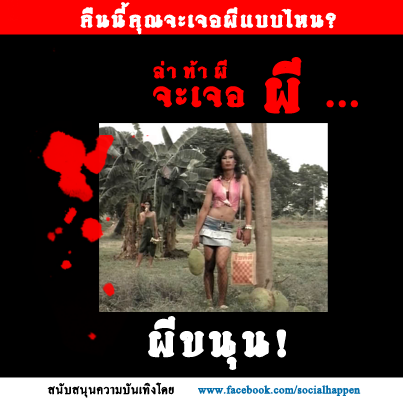 คืนนี้คุณจะเจอผีแบบไหน?
ล่า ท้า ผี
จะเจอ ผี ...
ผีขนุน!
สนับสนุนความบันเทิงโดย www.facebook.com/socialhappen